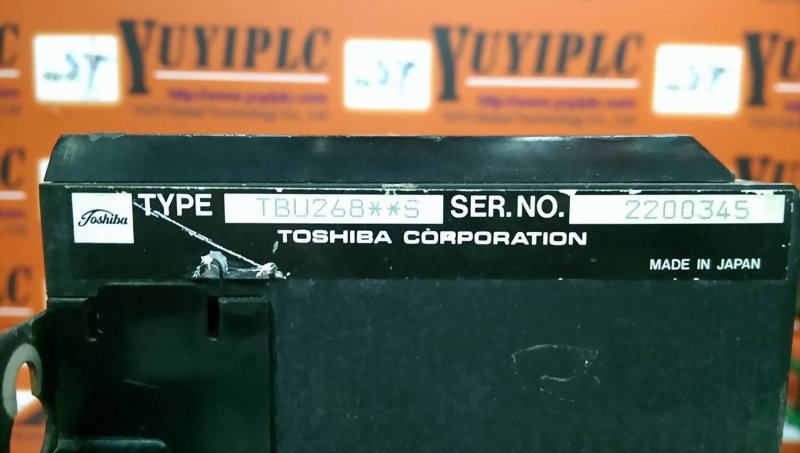 YUYIPLC
YUYIPLC
Toshiba
TYPE TBU268**S SER.NO. 2200345
TOSHIBA CORPORATION
MADE IN JAPAN